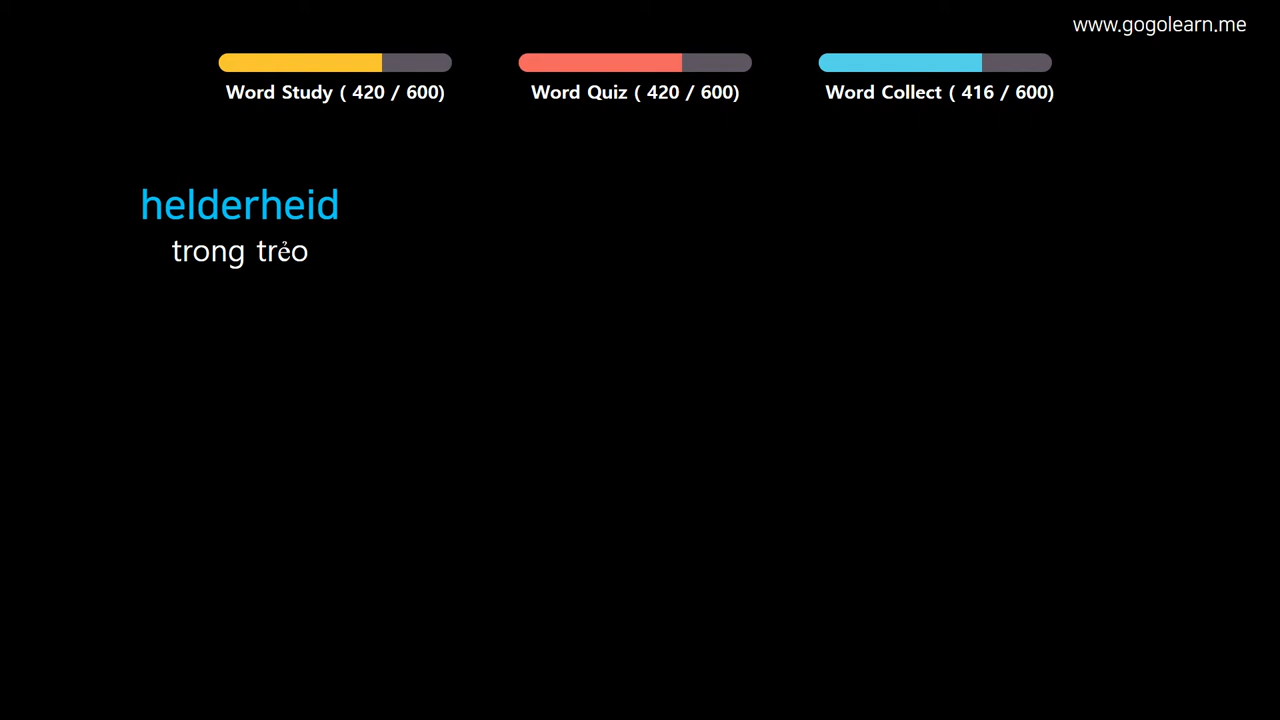 www.gogolearn.me
Word Study ( 420 / 600)
Word Quiz ( 420 / 600)
Word Collect ( 416 / 600)
helderheid
trong trẻo